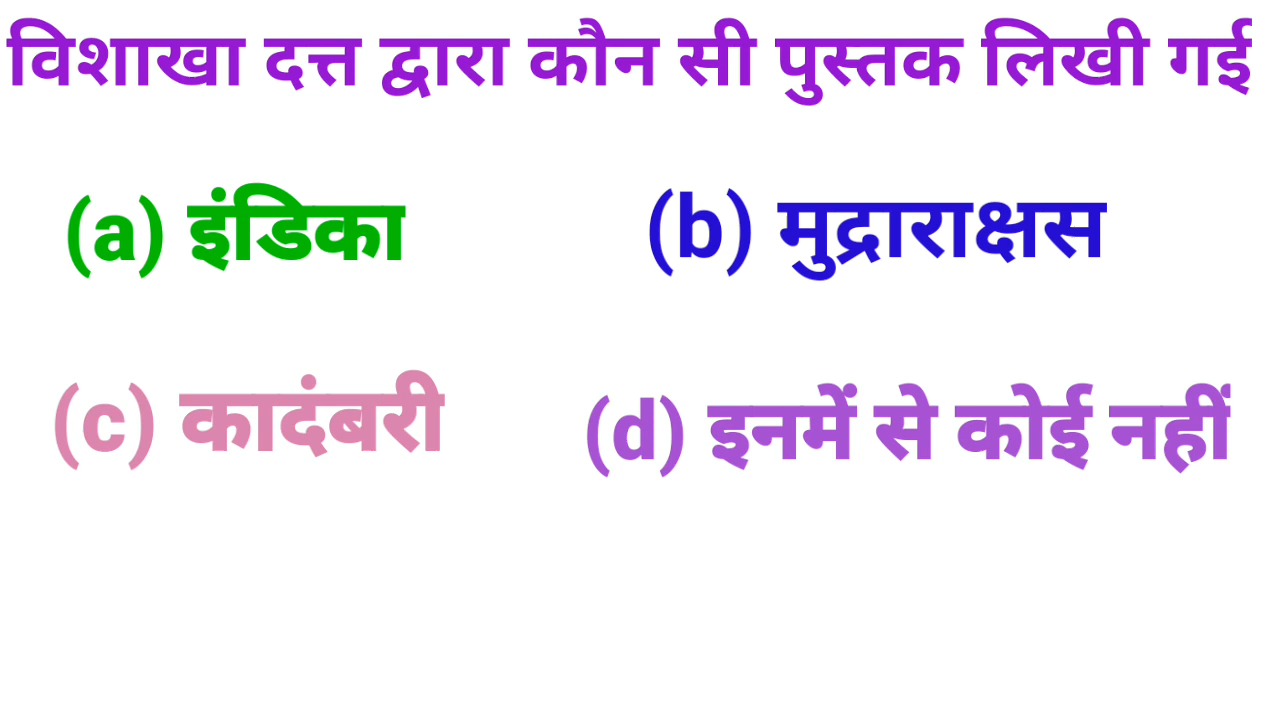 विशाखा दत्त द्वारा कौन सी पुस्तक लिखी गई
(a) इंडिका (b) मुद्राराक्षस
(c) कादंबरी (d) इनमें से कोई नहीं